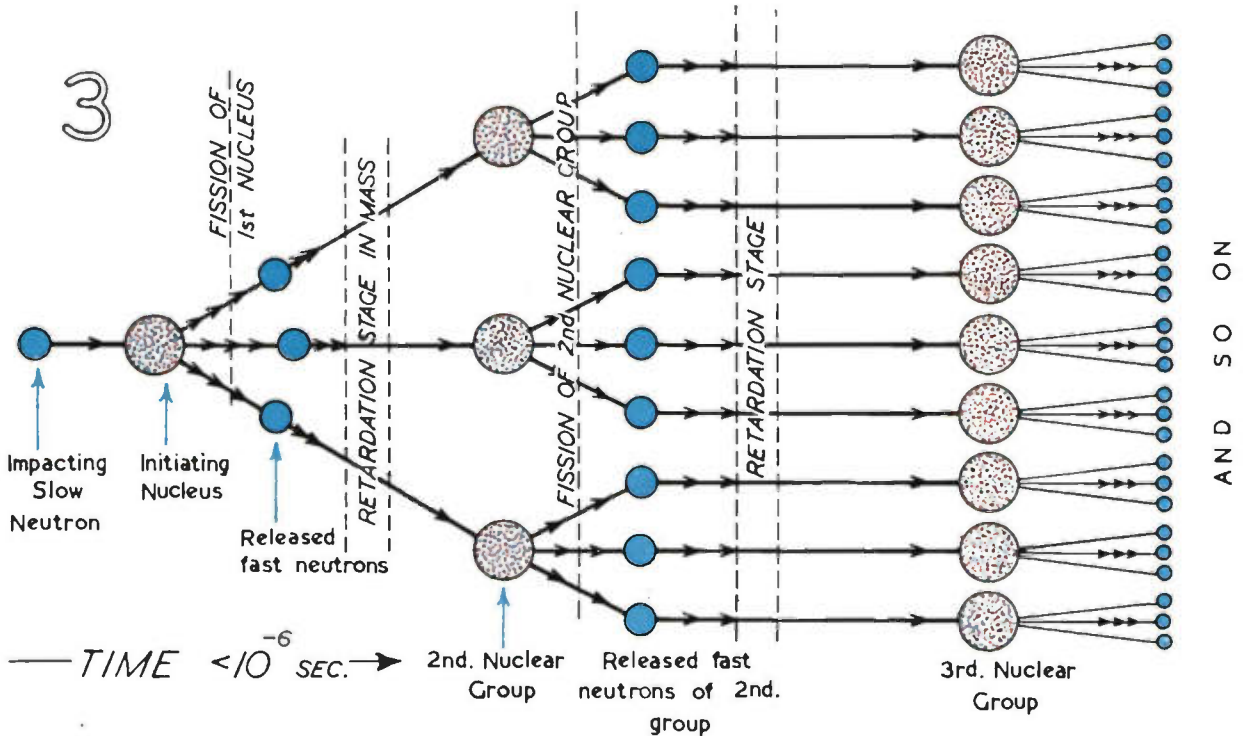 3
FISSION OF
1st NUCLEUS
RETARDATION STAGE IN MASS
FISSION OF 2nd NUCLEAR GROUP
RETARDATION STAGE
AND SO ON
Impacting
Slow
Neutron
Initiating
Nucleus
Released
fast neutrons
TIME <10⁻⁶ SEC.
2nd. Nuclear
Group
Released fast
neutrons of 2nd.
group
3rd. Nuclear
Group